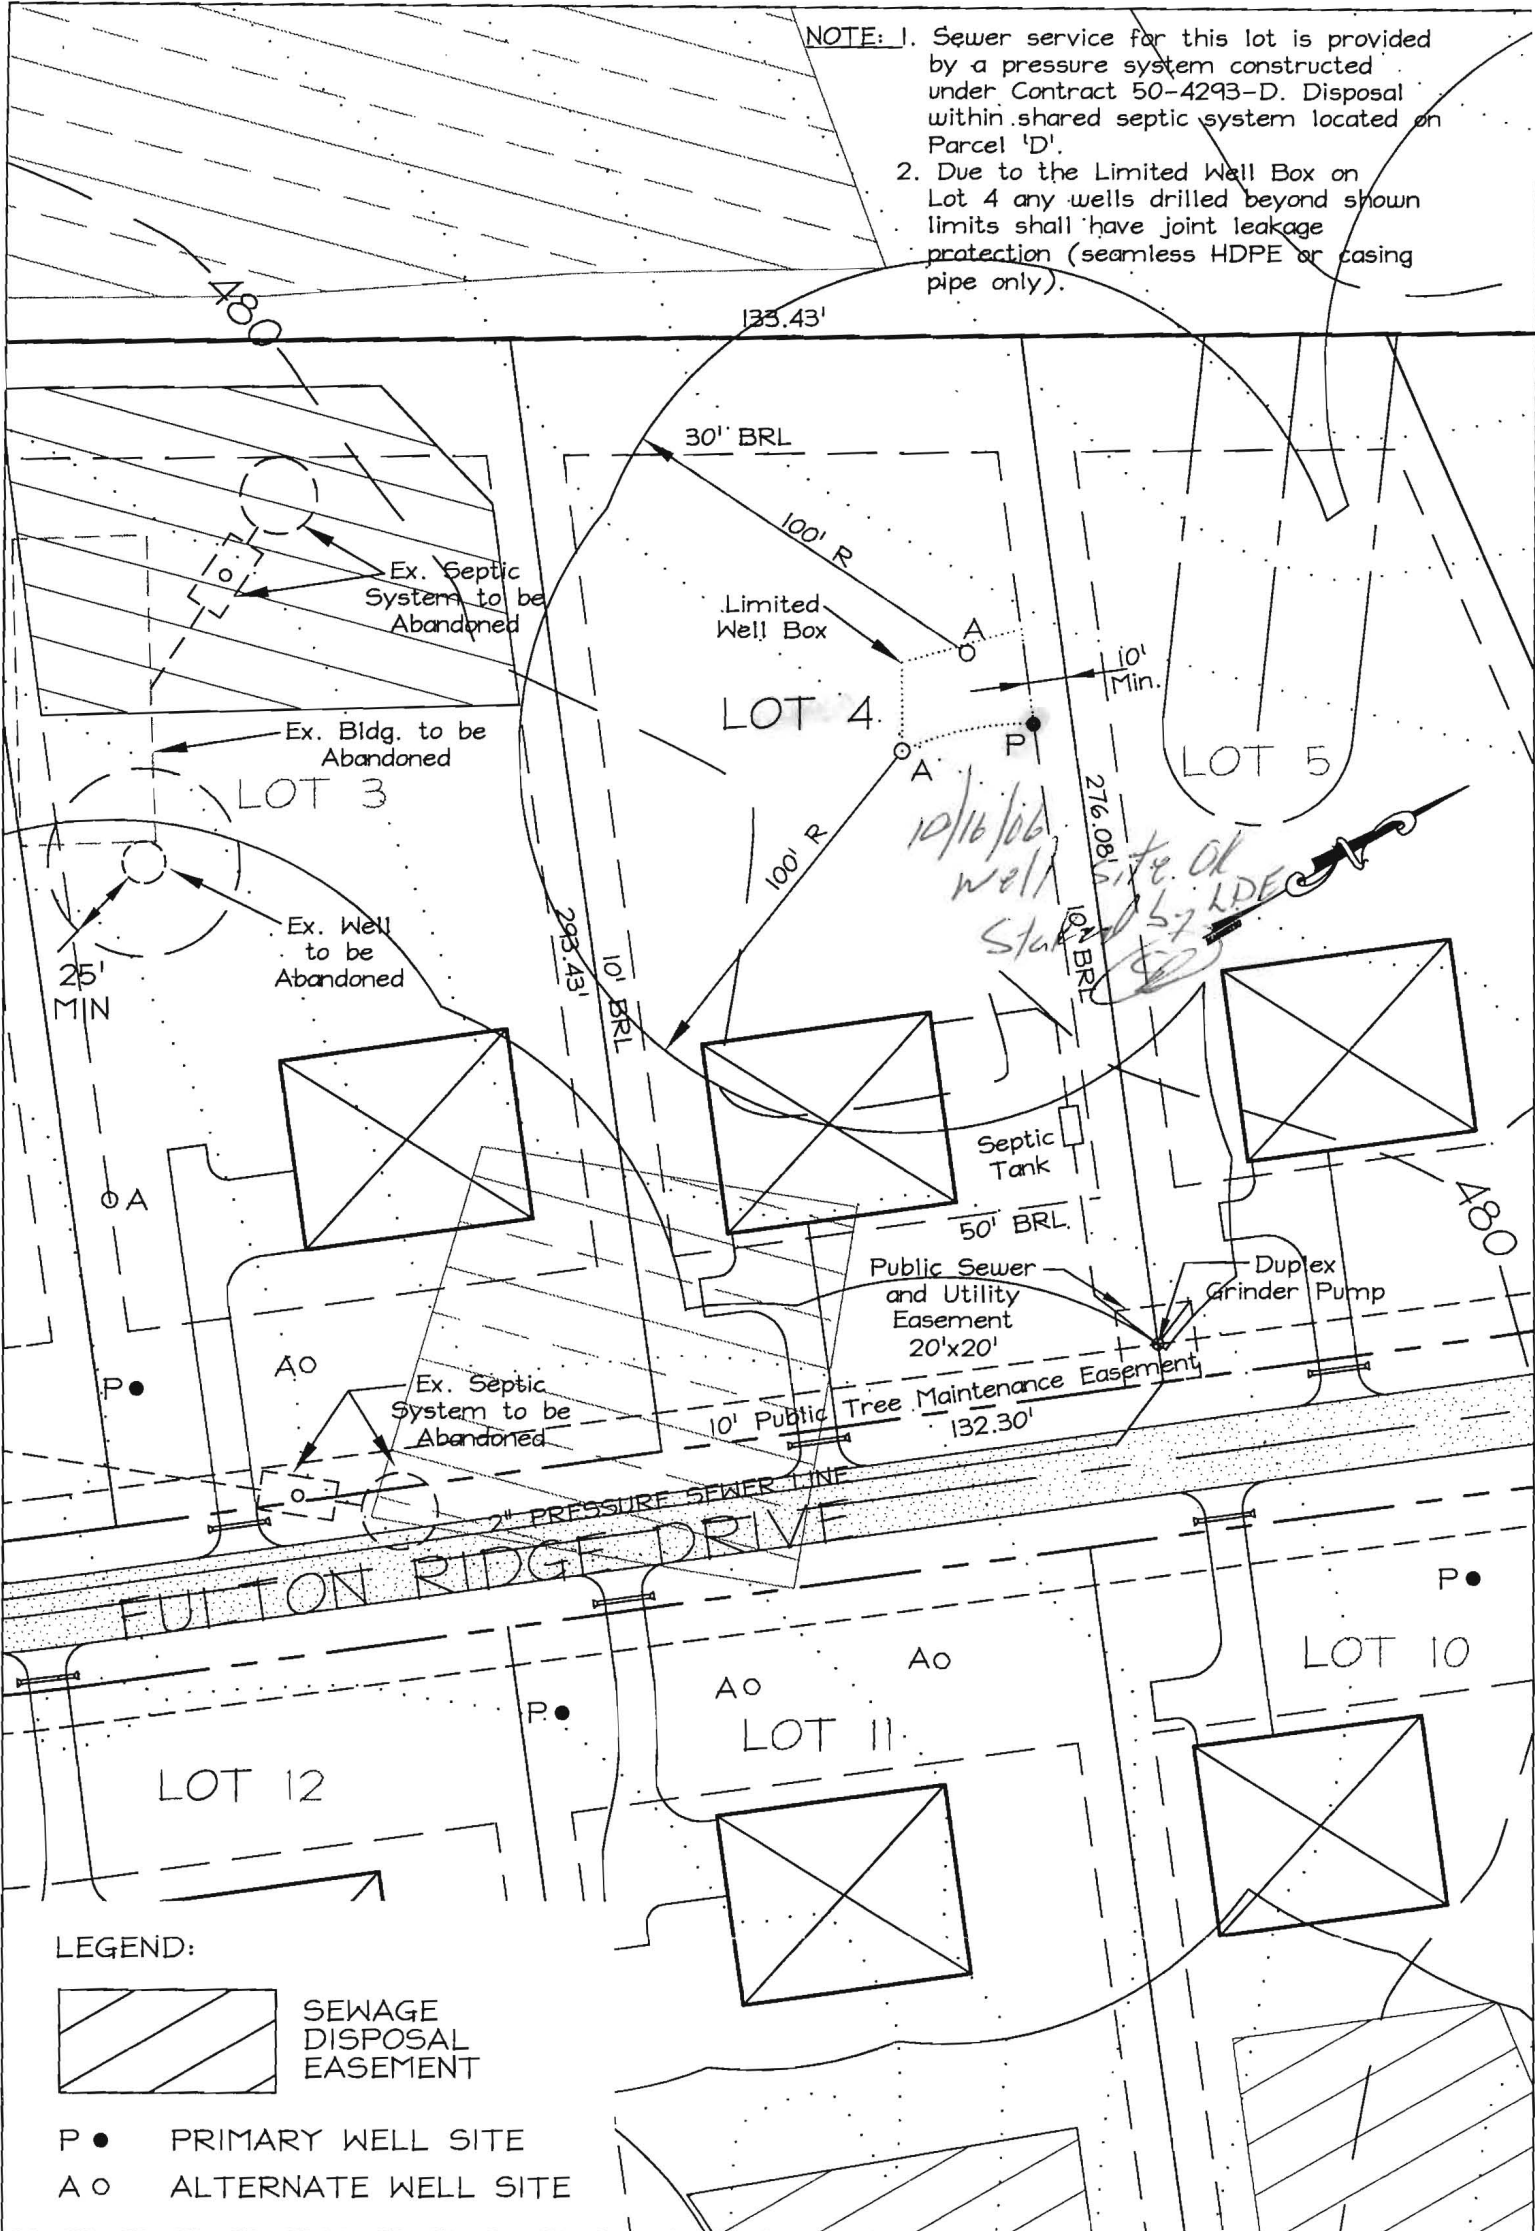 NOTE: 1. Sewer service for this lot is provided
by a pressure system constructed
under Contract 50-4293-D. Disposal
within shared septic system located on
Parcel 'D'.
2. Due to the Limited Well Box on
Lot 4 any wells drilled beyond shown
limits shall have joint leakage
protection (seamless HDPE or casing
pipe only).
480
133.43'
30' BRL
100' R
Ex. Septic
System to be
Abandoned
Limited
Well Box
A
10'
Min.
LOT 4
P
A
LOT 5
Ex. Bldg. to be
Abandoned
LOT 3
276.08'
10/16/06
well site OK
Staked by LDE
N
100' R
Ex. Well
to be
Abandoned
25'
MIN
293.43'
10' BRL
10' BRL
Septic
Tank
A
50' BRL
480
Public Sewer
and Utility
Easement
20'x20'
Duplex
Grinder Pump
A
P
Ex. Septic
System to be
Abandoned
10' Public Tree Maintenance Easement
132.30'
2" PRESSURE SEWER LINE
FULTON RIDGE DRIVE
P
LOT 10
A
A
P
LOT 11
LOT 12
LEGEND:
SEWAGE
DISPOSAL
EASEMENT
P PRIMARY WELL SITE
A ALTERNATE WELL SITE